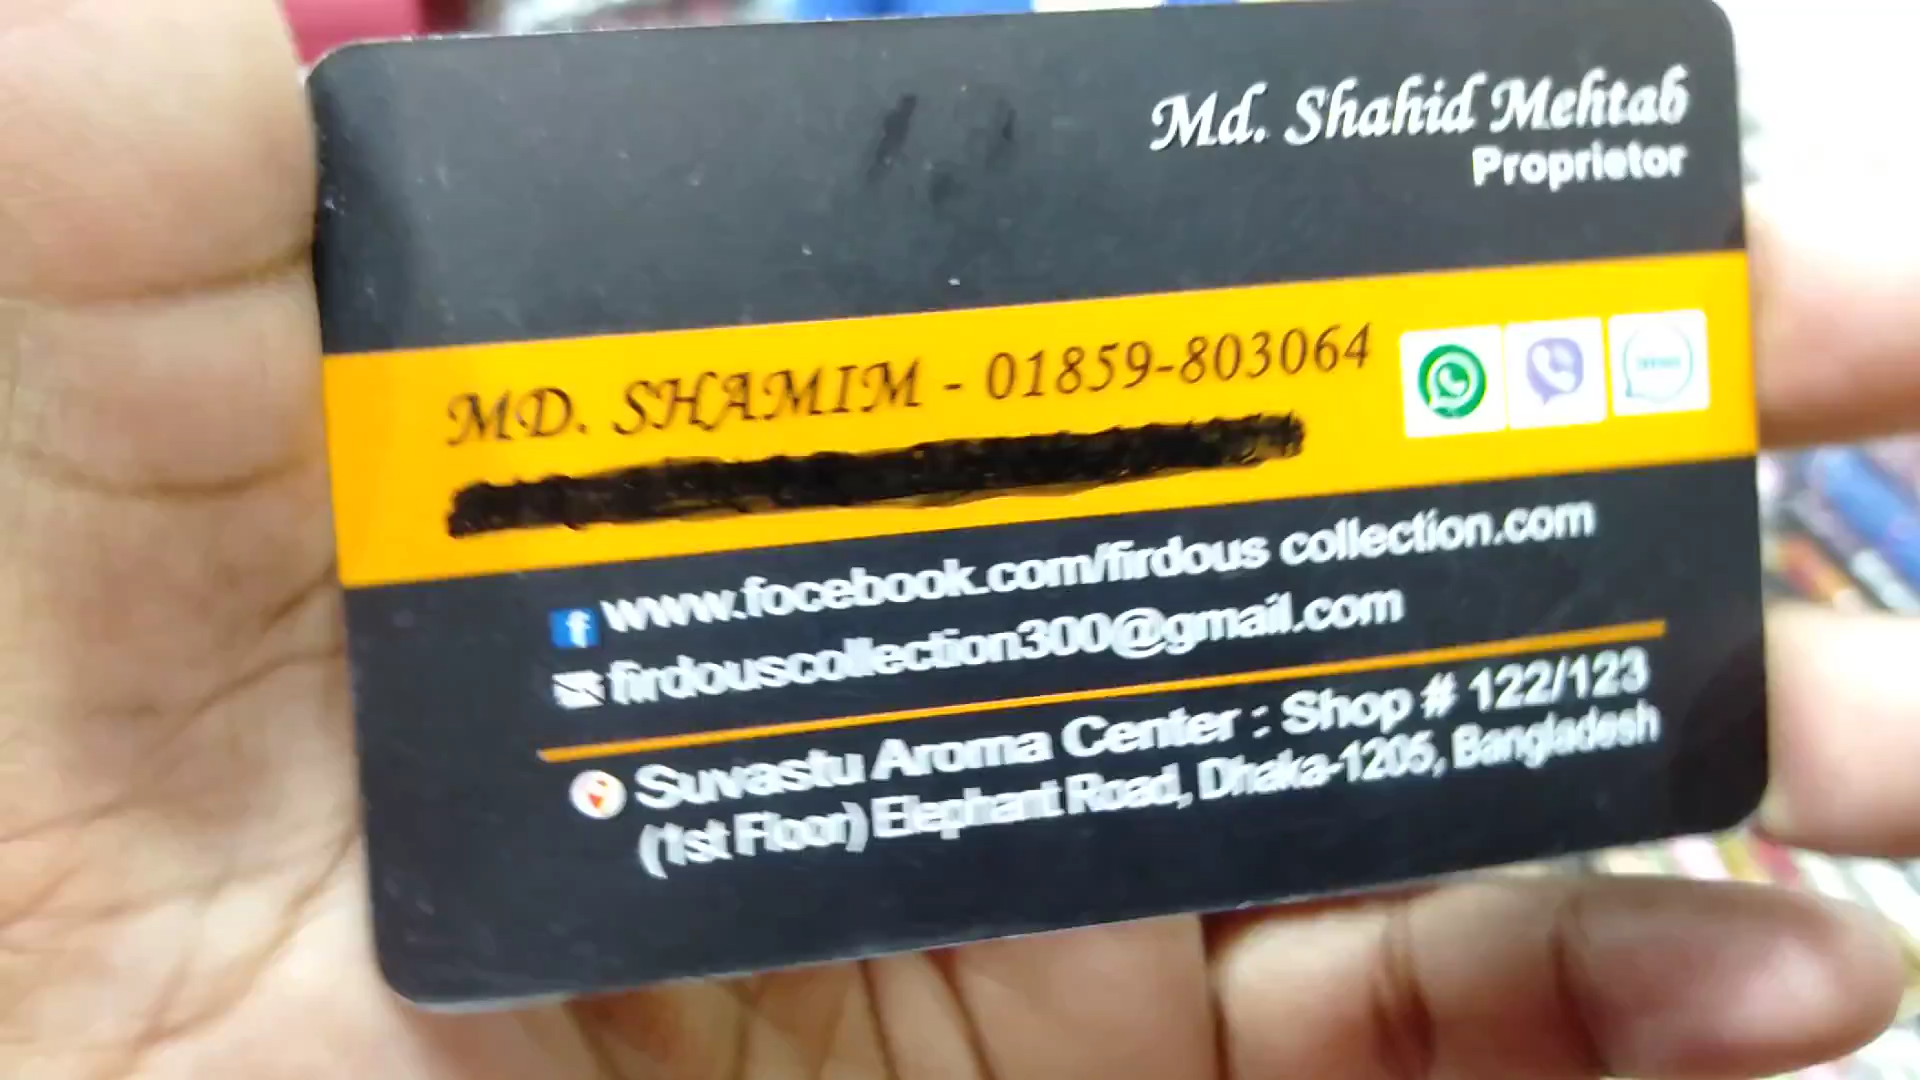 Md. Shahid Mehtab
Proprietor
MD. SHAMIM - 01859-803064
www.focebook.com/firdous collection.com
firdouscollection300@gmail.com
Suvastu Aroma Center : Shop # 122/123
(1st Floor) Elephant Road, Dhaka-1205, Bangladesh